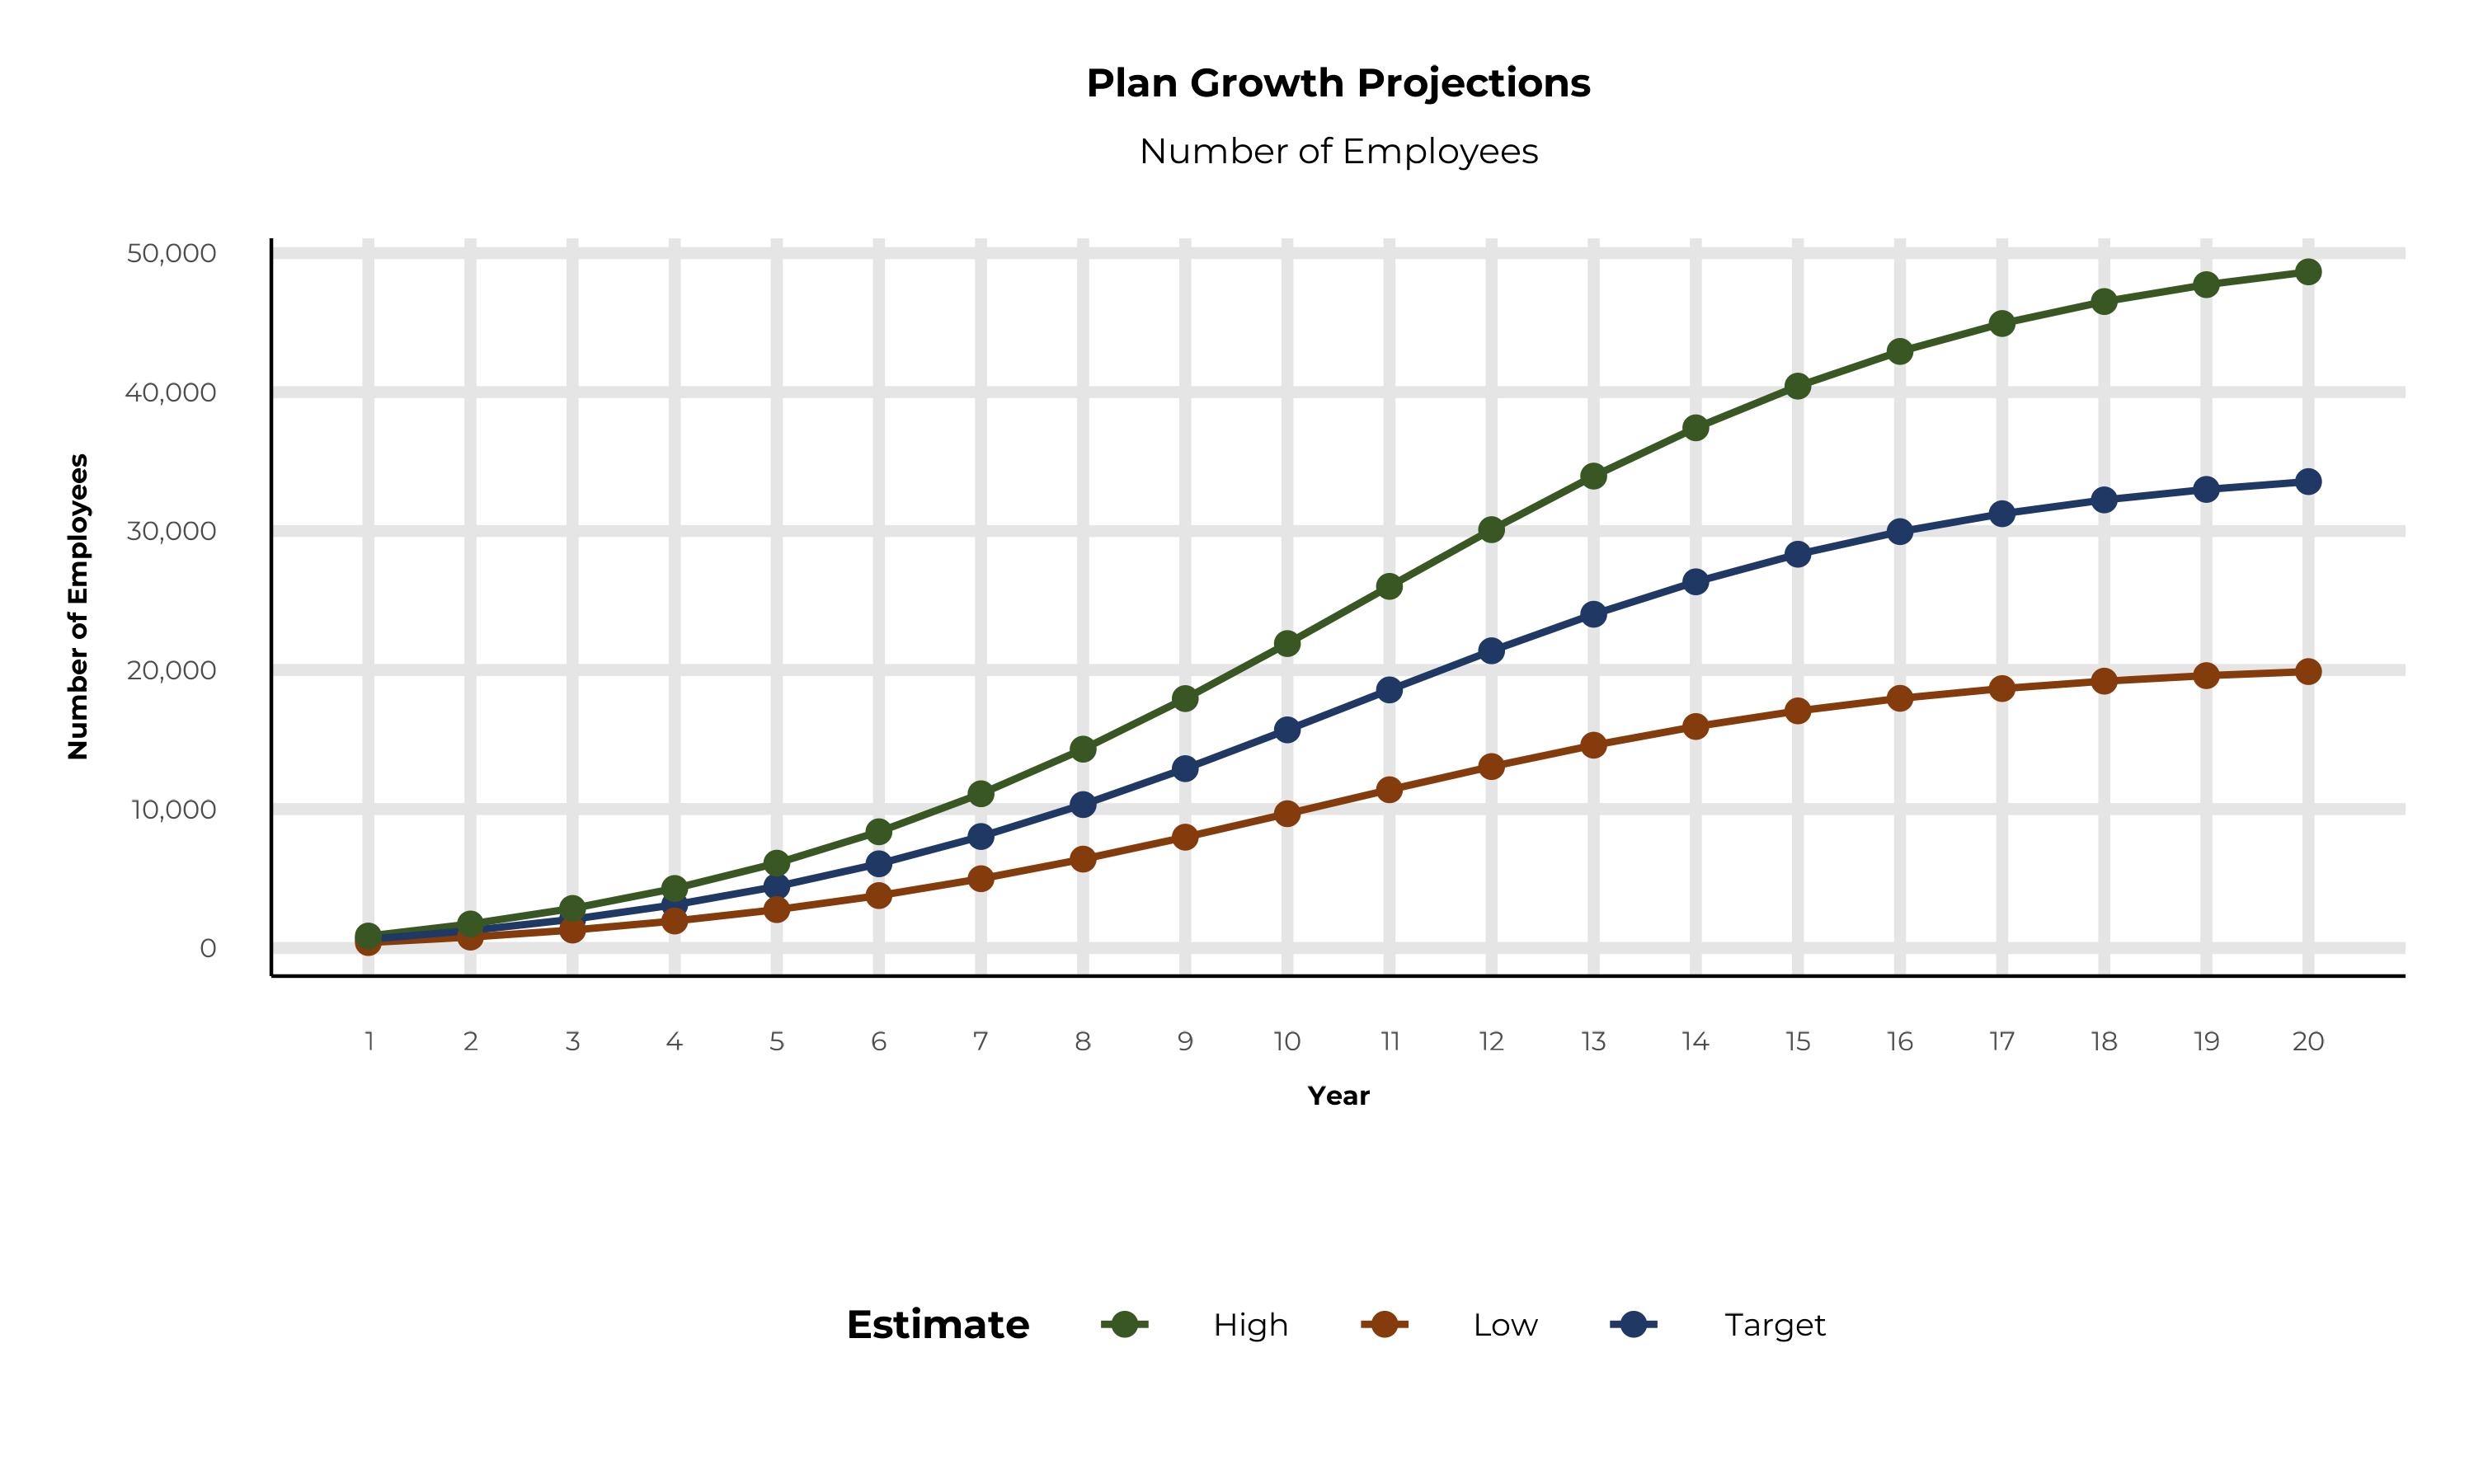 Plan Growth Projections
Number of Employees
Number of Employees
50,000
40,000
30,000
20,000
10,000
0
1 2 3 4 5 6 7 8 9 10 11 12 13 14 15 16 17 18 19 20
Year
Estimate High Low Target